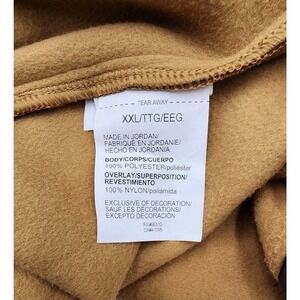 TEAR AWAY
XXL/TTG/EEG
MADE IN JORDAN/
FABRIQUÉ EN JORDANIE/
HECHO EN JORDANIA
BODY/CORPS/CUERPO
100% POLYESTER/poliéster
OVERLAY/SUPERPOSITION/
REVESTIMIENTO
100% NYLON/poliamida
EXCLUSIVE OF DECORATION/
SAUF LES DÉCORATIONS/
EXCEPTO DECORACIÓN